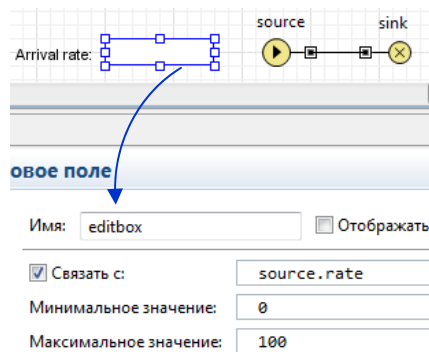 source sink
Arrival rate:
овое поле
Имя: editbox Отображать
Связать с: source.rate
Минимальное значение: 0
Максимальное значение: 100